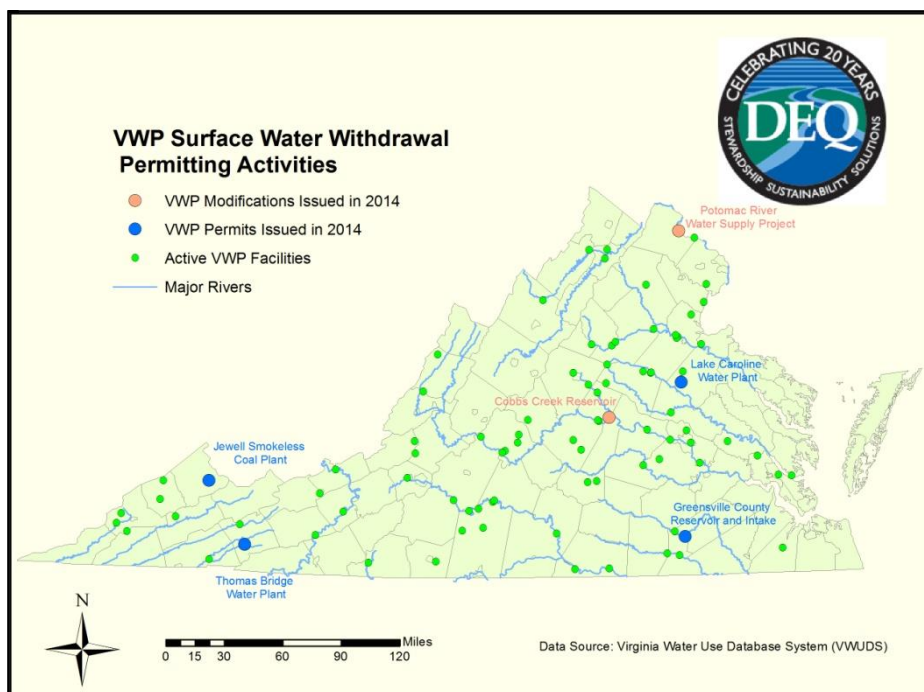 CELEBRATING 20 YEARS
DEQ
STEWARDSHIP SUSTAINABILITY SOLUTIONS
VWP Surface Water Withdrawal
Permitting Activities
VWP Modifications Issued in 2014
VWP Permits Issued in 2014
Active VWP Facilities
Major Rivers
Potomac River
Water Supply Project
Lake Caroline
Water Plant
Cobbs Creek Reservoir
Jewell Smokeless
Coal Plant
Greensville County
Reservoir and Intake
Thomas Bridge
Water Plant
N
Miles
0 15 30 60 90 120
Data Source: Virginia Water Use Database System (VWUDS)